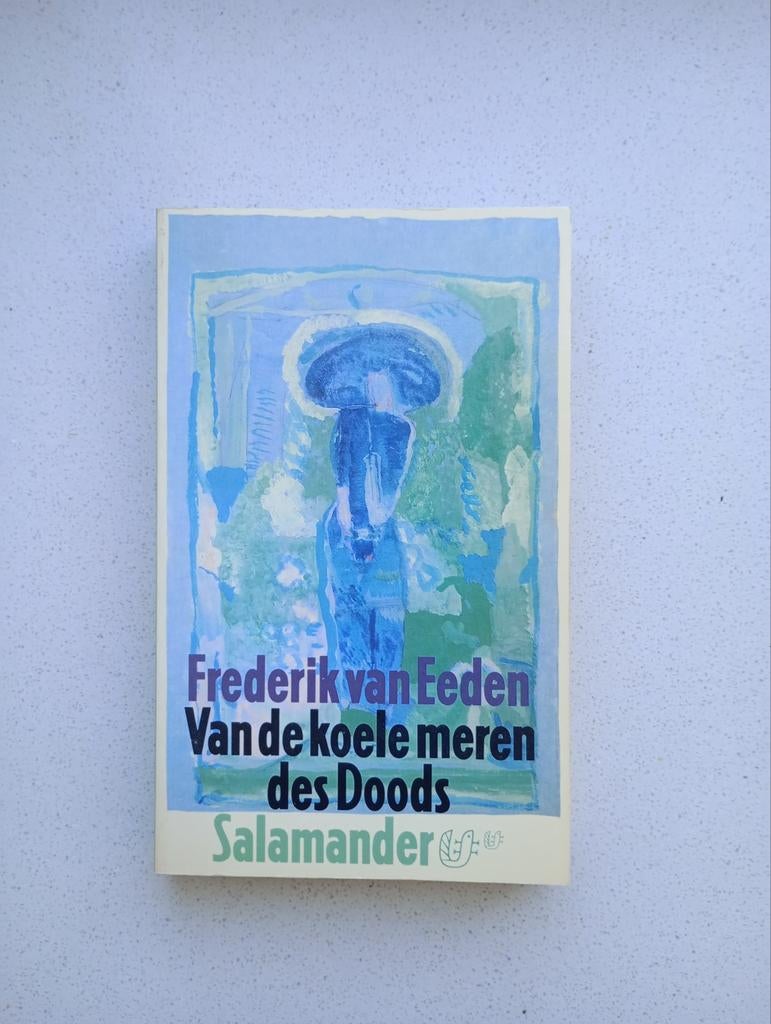 Frederik van Eeden
Van de koele meren
des Doods
Salamander